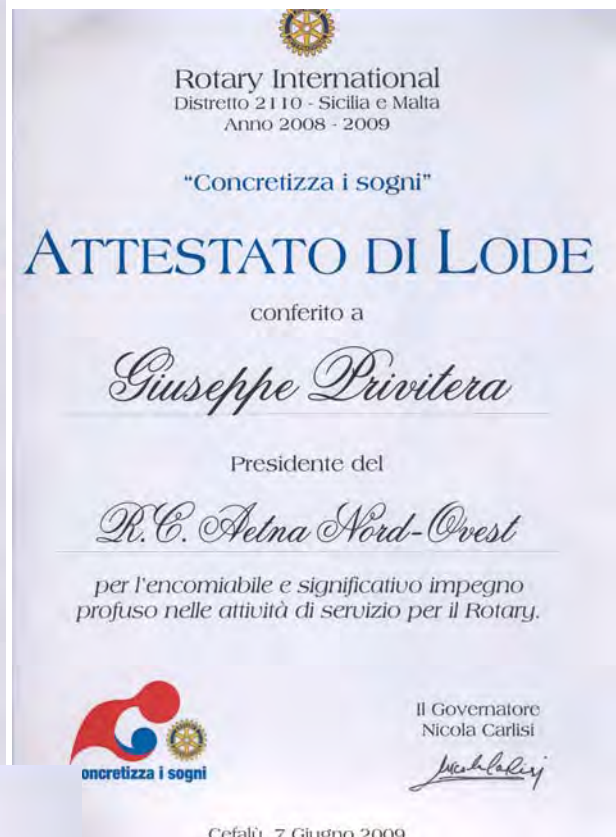 Rotary International
Distretto 2110 - Sicilia e Malta
Anno 2008 - 2009
"Concretizza i sogni"
ATTESTATO DI LODE
conferito a
Giuseppe Privitera
Presidente del
R.C. Aetna Nord-Ovest
per l'encomiabile e significativo impegno
profuso nelle attività di servizio per il Rotary.
Il Governatore
Nicola Carlisi
oncretizza i sogni
Nicola Carlisi
Cefalù, 7 Giugno 2009